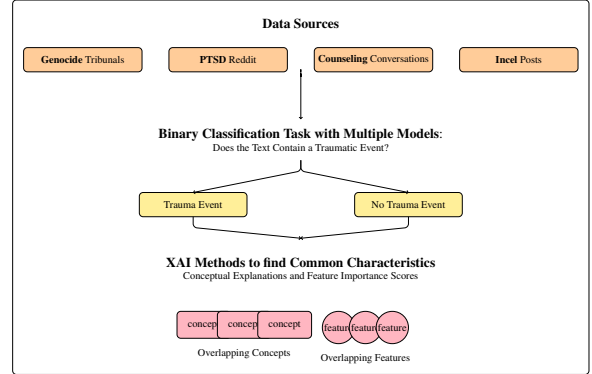 Data Sources
Genocide Tribunals
PTSD Reddit
Counseling Conversations
Incel Posts
Binary Classification Task with Multiple Models:
Does the Text Contain a Traumatic Event?
Trauma Event
No Trauma Event
XAI Methods to find Common Characteristics
Conceptual Explanations and Feature Importance Scores
concep concep concept
featur featur feature
Overlapping Concepts
Overlapping Features